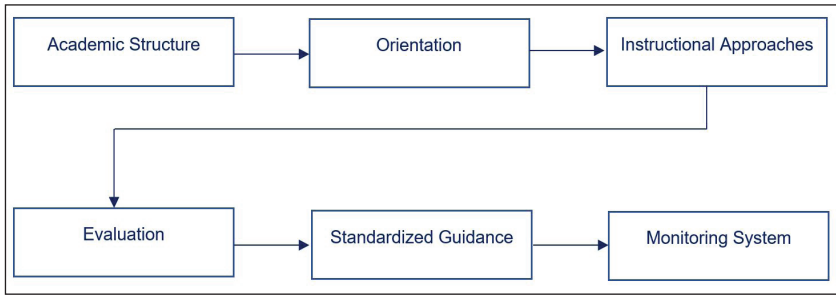 Academic Structure
Orientation
Instructional Approaches
Evaluation
Standardized Guidance
Monitoring System